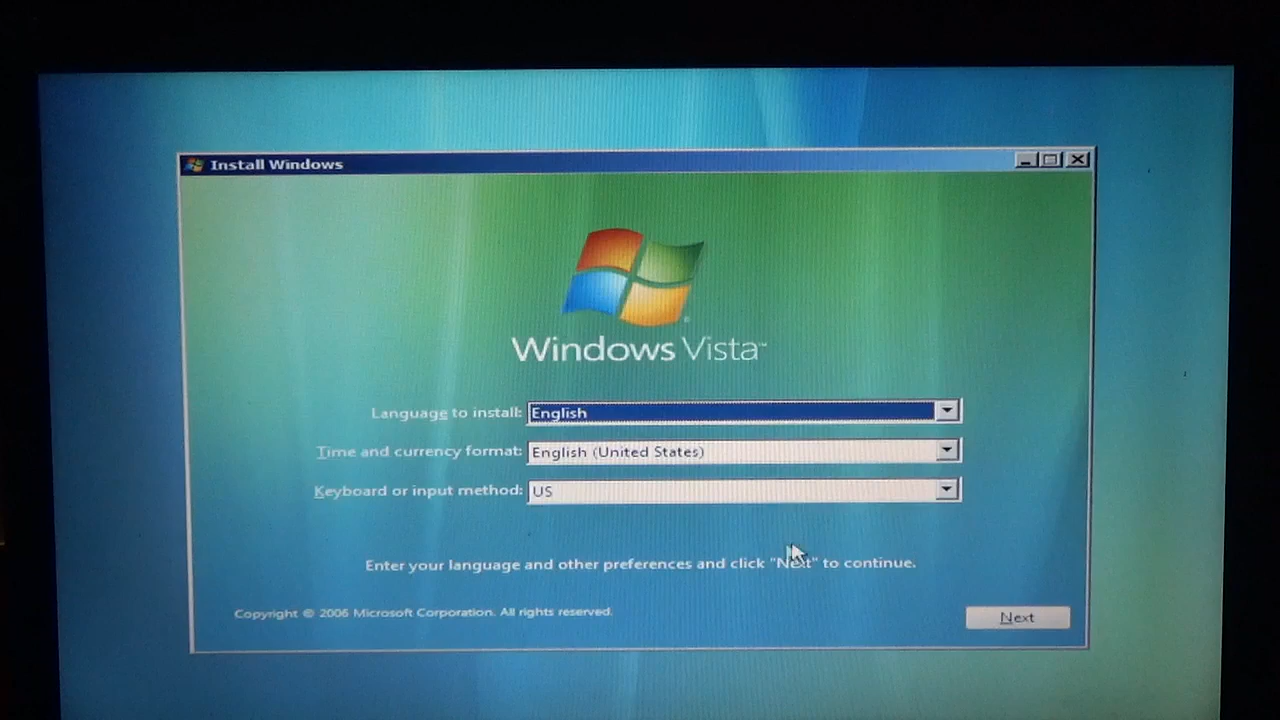 Install Windows
Windows Vista™
Language to install: English
Time and currency format: English (United States)
Keyboard or input method: US
Enter your language and other preferences and click "Next" to continue.
Copyright © 2006 Microsoft Corporation. All rights reserved.
Next